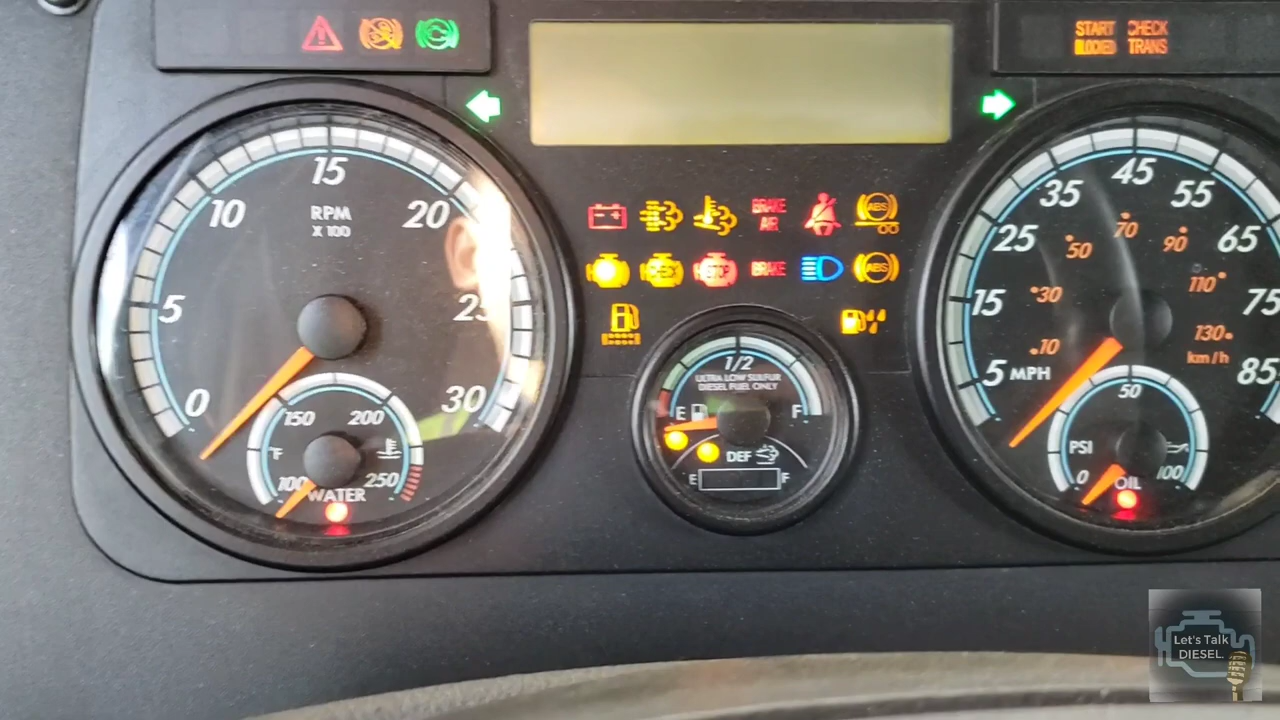 START CHECK
BLOCKED TRANS
15
10
20
RPM
X 100
5
25
0
30
150
200
°F
100
250
WATER
BRAKE
AIR
ABS
CHECK
STOP
BRAKE
ABS
1/2
ULTRA LOW SULFUR
DIESEL FUEL ONLY
E
F
DEF
E
F
45
35
55
25
65
70
50
90
15
75
30
110
130
km/h
10
5 MPH
85
50
PSI
0
100
OIL
Let's Talk
DIESEL.